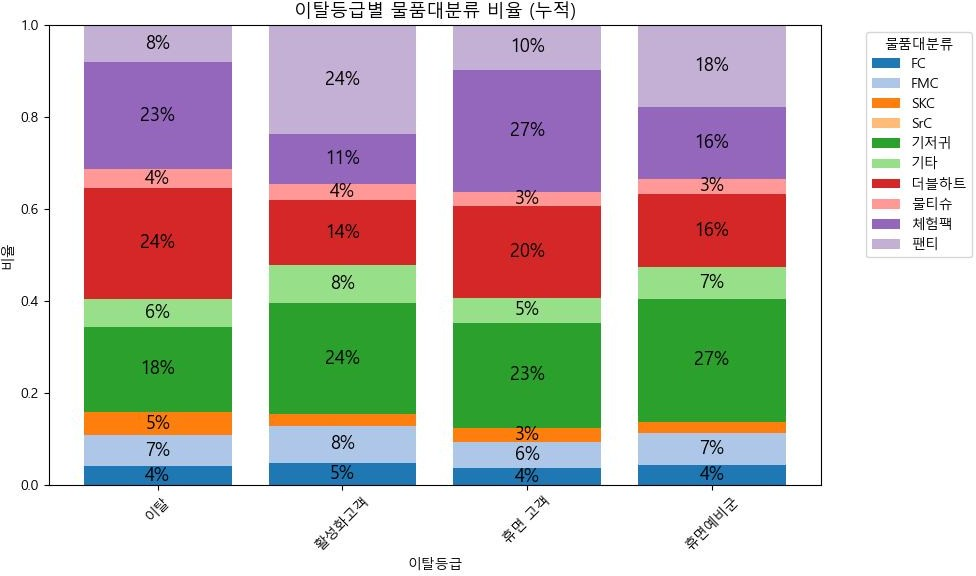 이탈등급별 물품대분류 비율 (누적)
1.0
0.8
0.6
0.4
0.2
0.0
비율
8%
23%
4%
24%
6%
18%
5%
7%
4%
24%
11%
4%
14%
8%
24%
8%
5%
10%
27%
3%
20%
5%
23%
3%
6%
4%
18%
16%
3%
16%
7%
27%
7%
4%
이탈
활성화고객
휴면 고객
휴면예비군
이탈등급
물품대분류
FC
FMC
SKC
SrC
기저귀
기타
더블하트
물티슈
체험팩
팬티